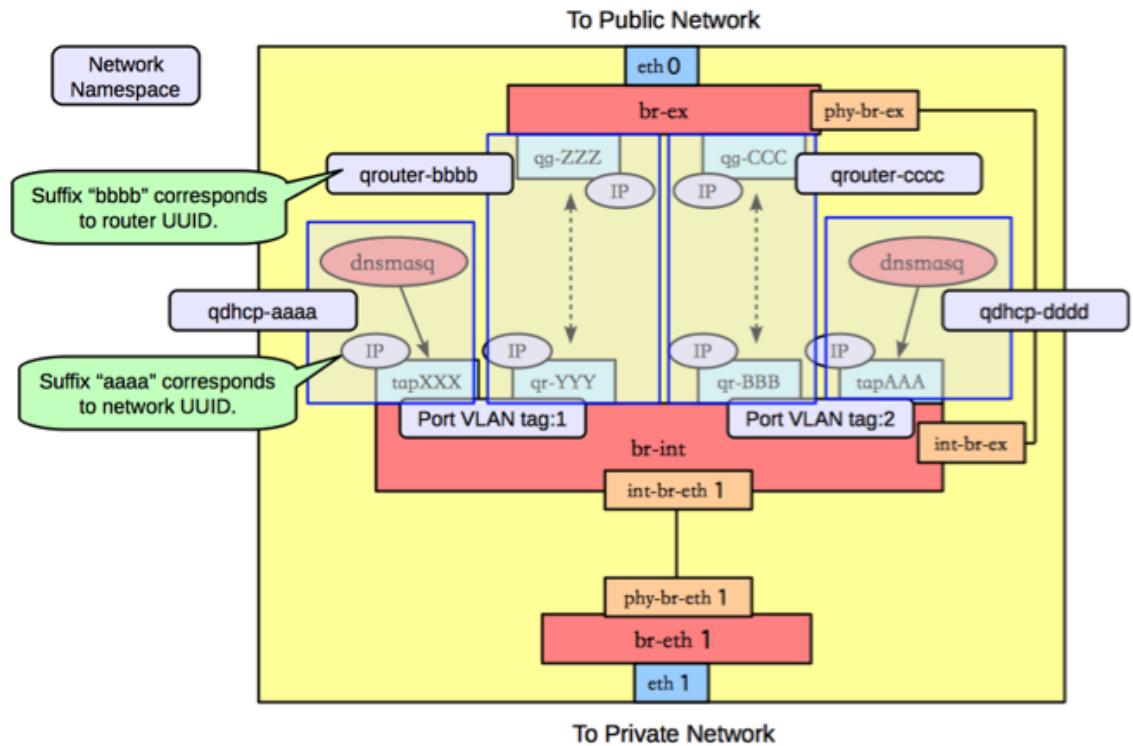 To Public Network
Network
Namespace
eth 0
br-ex
phy-br-ex
qg-ZZZ
qg-CCC
qrouter-bbbb
qrouter-cccc
IP
IP
Suffix “bbbb” corresponds
to router UUID.
dnsmasq
dnsmasq
qdhcp-aaaa
qdhcp-dddd
IP
IP
IP
IP
Suffix “aaaa” corresponds
to network UUID.
tapXXX
qr-YYY
qr-BBB
tapAAA
Port VLAN tag:1
Port VLAN tag:2
br-int
int-br-ex
int-br-eth 1
phy-br-eth 1
br-eth 1
eth 1
To Private Network